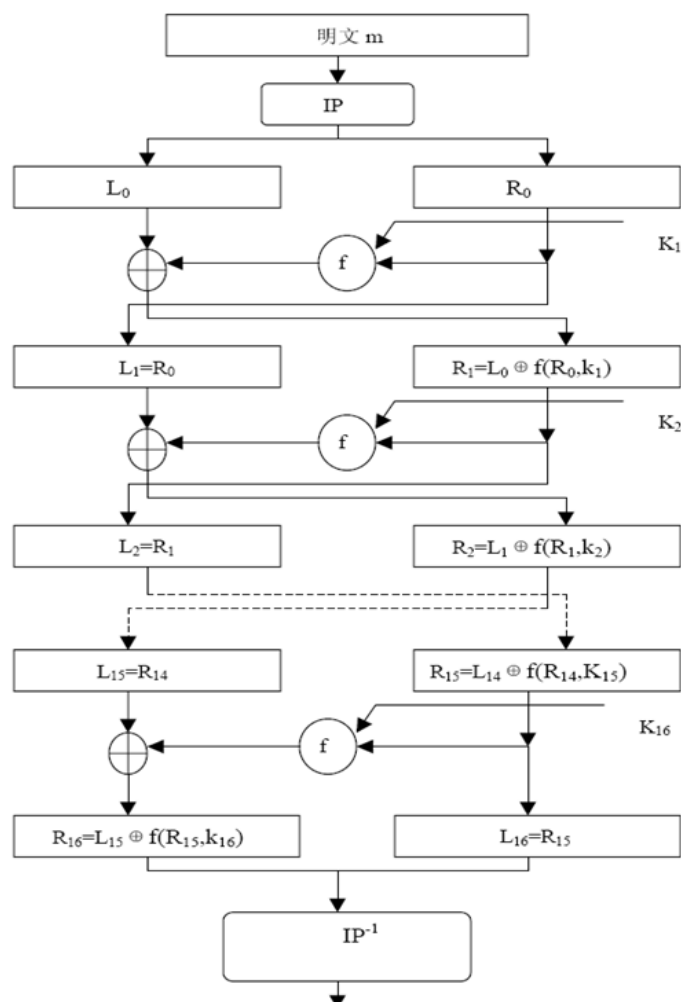 明文 m
IP
L₀
R₀
K₁
f
L₁=R₀
R₁=L₀ ⊕ f(R₀,k₁)
K₂
f
L₂=R₁
R₂=L₁ ⊕ f(R₁,k₂)
L₁₅=R₁₄
R₁₅=L₁₄ ⊕ f(R₁₄,K₁₅)
K₁₆
f
R₁₆=L₁₅ ⊕ f(R₁₅,k₁₆)
L₁₆=R₁₅
IP⁻¹